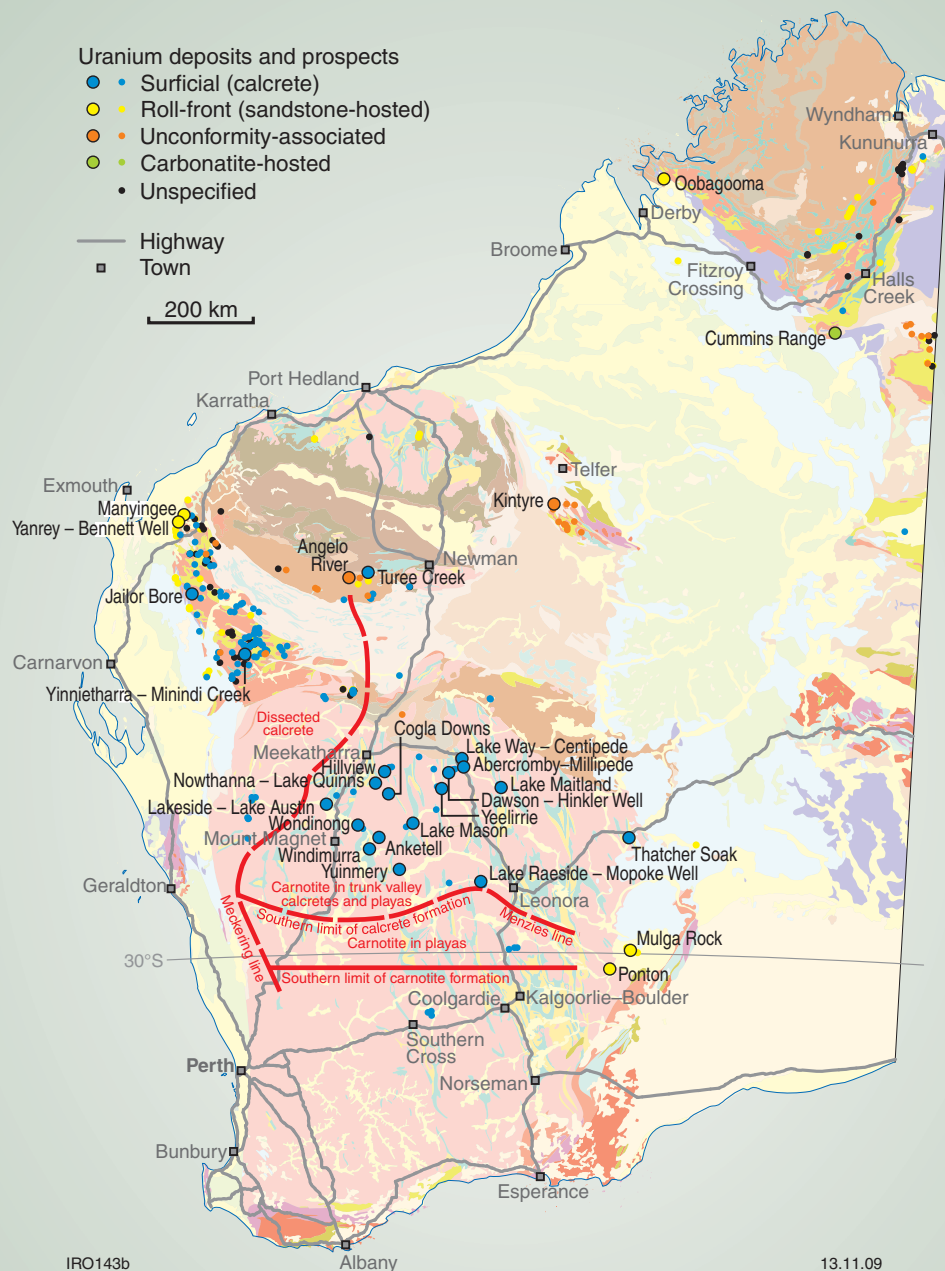 Uranium deposits and prospects
Surficial (calcrete)
Roll-front (sandstone-hosted)
Unconformity-associated
Carbonatite-hosted
Unspecified
Highway
Town
200 km
Wyndham
Kununurra
Oobagooma
Derby
Broome
Fitzroy
Crossing
Halls
Creek
Cummins Range
Port Hedland
Karratha
Telfer
Exmouth
Kintyre
Manyingee
Yanrey – Bennett Well
Angelo
River
Newman
Turee Creek
Jailor Bore
Carnarvon
Yinnietharra – Minindi Creek
Dissected
calcrete
Cogla Downs
Meekatharra
Lake Way – Centipede
Hillview
Abercromby–Millipede
Nowthanna – Lake Quinns
Lake Maitland
Dawson – Hinkler Well
Lakeside – Lake Austin
Yeelirrie
Wondinong
Lake Mason
Mount Magnet
Anketell
Thatcher Soak
Windimurra
Yuinmery
Lake Raeside – Mopoke Well
Geraldton
Carnotite in trunk valley
calcretes and playas
Leonora
Southern limit of calcrete formation
Menzies line
Meckering line
Carnotite in playas
Mulga Rock
30°S
Ponton
Southern limit of carnotite formation
Coolgardie
Kalgoorlie–Boulder
Southern
Cross
Perth
Norseman
Bunbury
Esperance
Albany
IRO143b
13.11.09